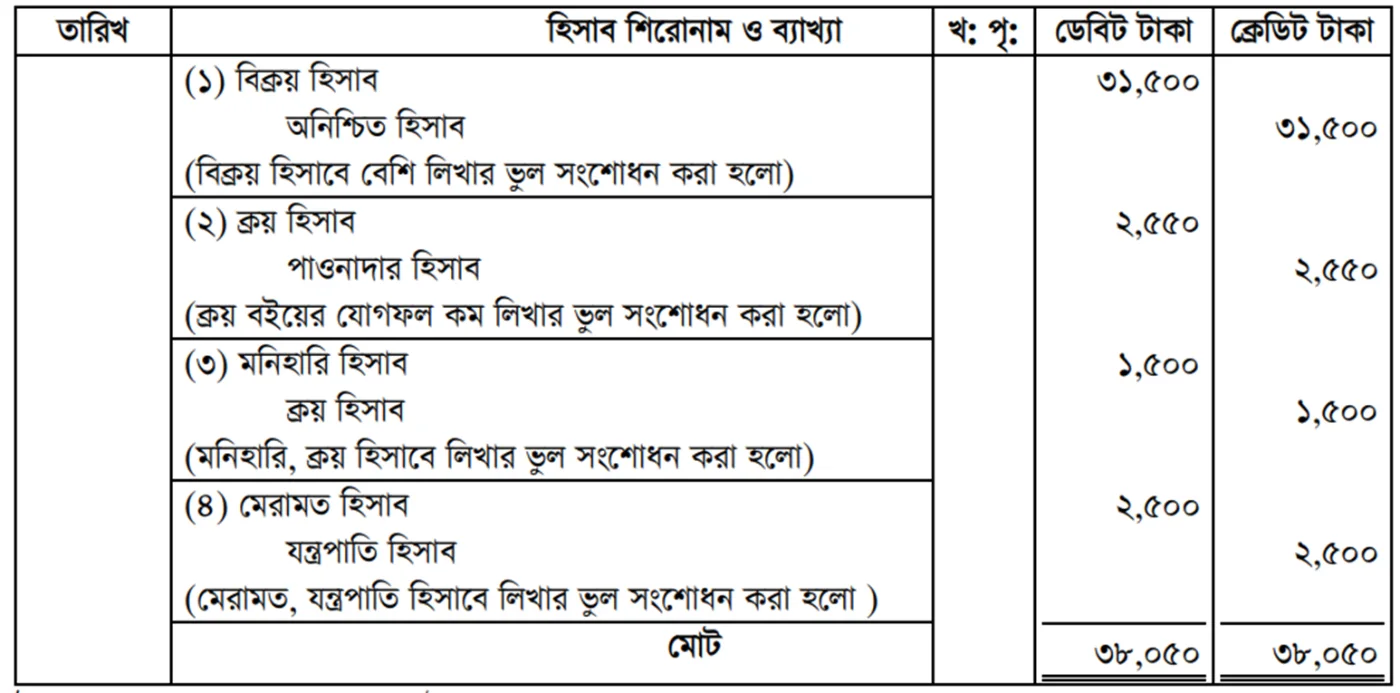 তারিখ হিসাব শিরোনাম ও ব্যাখ্যা খ: পৃ: ডেবিট টাকা ক্রেডিট টাকা
(১) বিক্রয় হিসাব ৩১,৫০০
অনিশ্চিত হিসাব ৩১,৫০০
(বিক্রয় হিসাবে বেশি লিখার ভুল সংশোধন করা হলো)
(২) ক্রয় হিসাব ২,৫৫০
পাওনাদার হিসাব ২,৫৫০
(ক্রয় বইয়ের যোগফল কম লিখার ভুল সংশোধন করা হলো)
(৩) মনিহারি হিসাব ১,৫০০
ক্রয় হিসাব ১,৫০০
(মনিহারি, ক্রয় হিসাবে লিখার ভুল সংশোধন করা হলো)
(৪) মেরামত হিসাব ২,৫০০
যন্ত্রপাতি হিসাব ২,৫০০
(মেরামত, যন্ত্রপাতি হিসাবে লিখার ভুল সংশোধন করা হলো )
মোট ৩৮,০৫০ ৩৮,০৫০